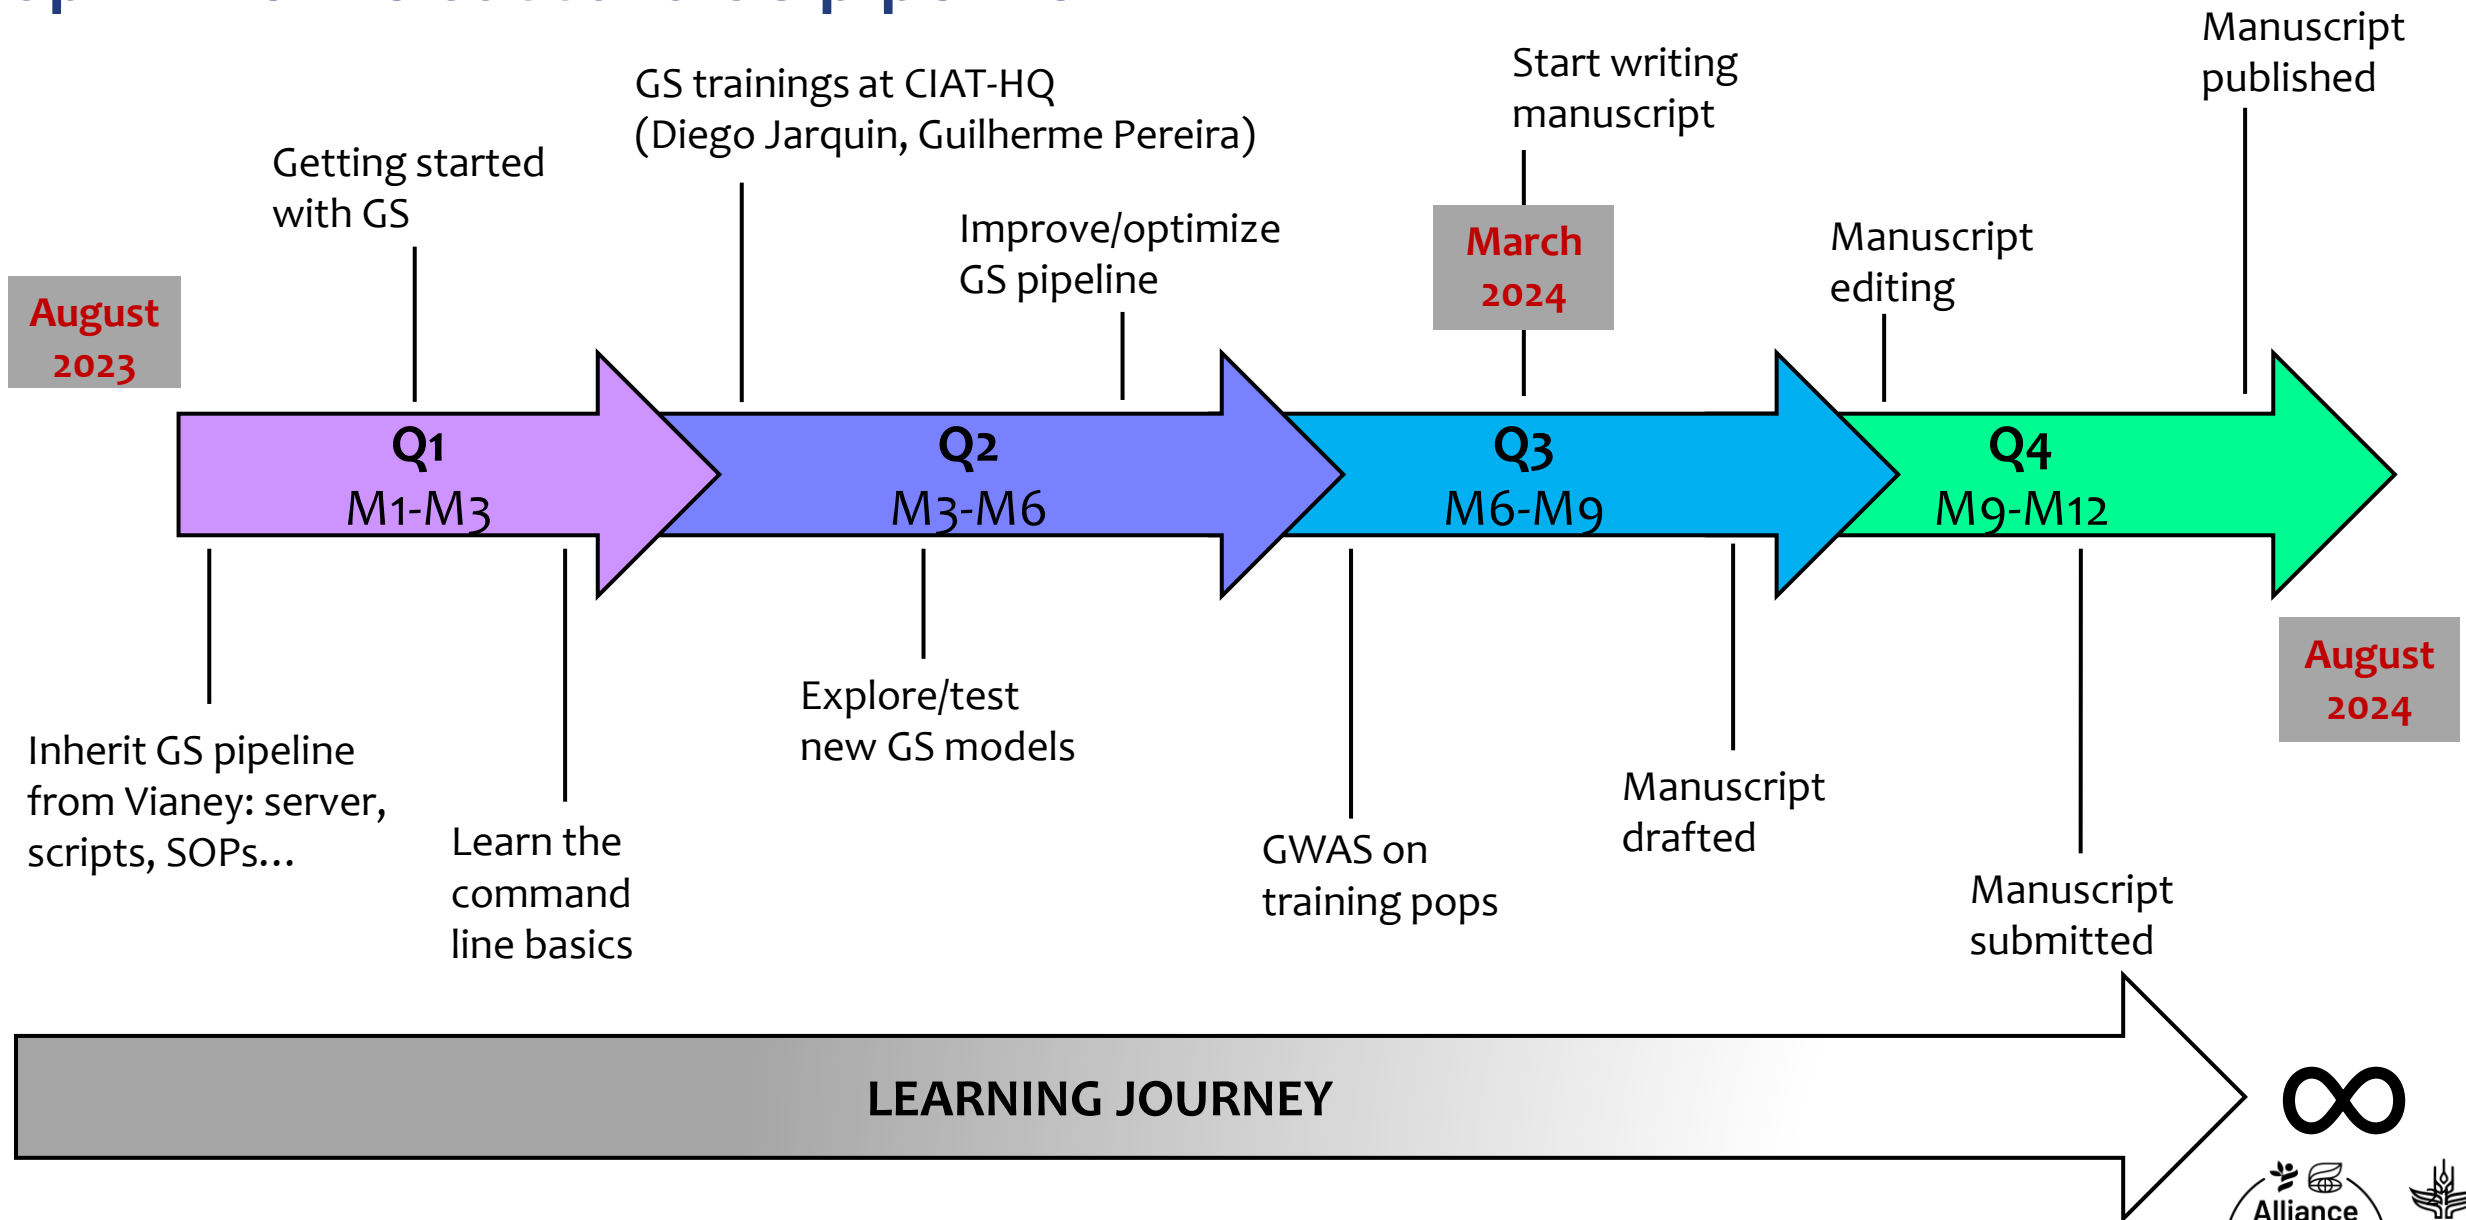 Manuscript
published
Start writing
manuscript
GS trainings at CIAT-HQ
(Diego Jarquin, Guilherme Pereira)
Getting started
with GS
Improve/optimize
GS pipeline
March
2024
Manuscript
editing
August
2023
Q1
M1-M3
Q2
M3-M6
Q3
M6-M9
Q4
M9-M12
August
2024
Inherit GS pipeline
from Vianey: server,
scripts, SOPs...
Learn the
command
line basics
Explore/test
new GS models
GWAS on
training pops
Manuscript
drafted
Manuscript
submitted
LEARNING JOURNEY
∞
Alliance